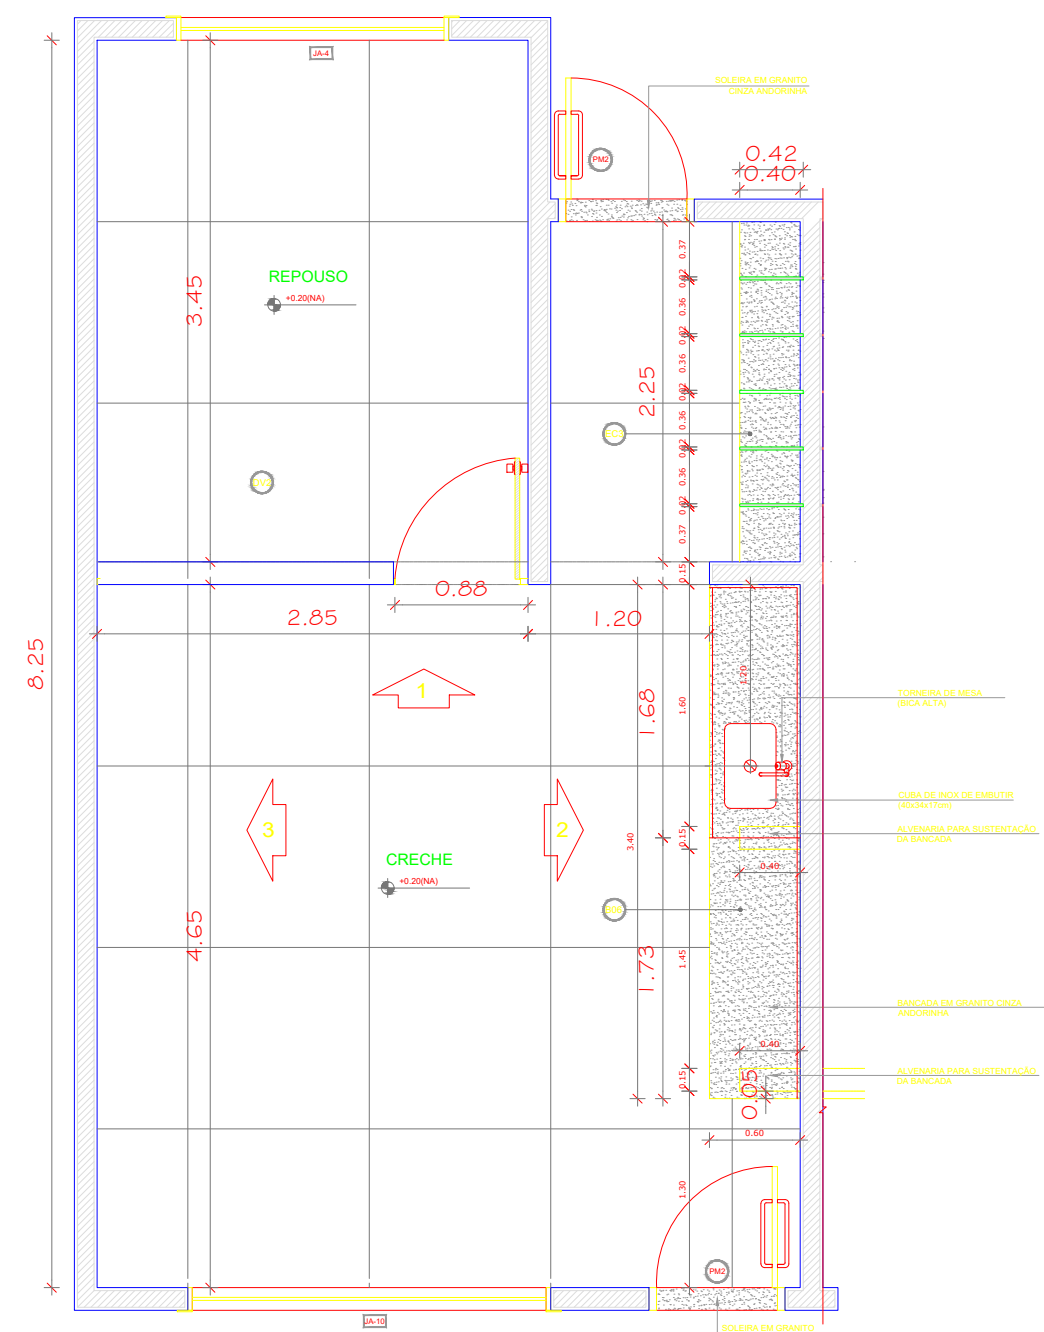 JA-4
SOLEIRA EM GRANITO
CINZA ANDORINHA
PM2
0.42
0.40
0.37
0.02
0.36
0.02
0.36
0.02
0.36
0.02
0.36
0.02
0.37
0.15
REPOUSO
+0.20(NA)
3.45
2.25
0.88
2.85
1.20
8.25
1
1.68
1.60
1.20
TORNEIRA DE MESA
(BICA ALTA)
3
2
CUBA DE INOX DE EMBUTIR
ALVENARIA PARA SUSTENTAÇÃO
DA BANCADA
0.15
3.40
0.40
CRECHE
+0.20(NA)
4.65
1.73
1.45
BANCADA EM GRANITO CINZA
ANDORINHA
0.40
0.15
0.05
ALVENARIA PARA SUSTENTAÇÃO
DA BANCADA
0.60
1.30
PM2
JA-10
SOLEIRA EM GRANITO